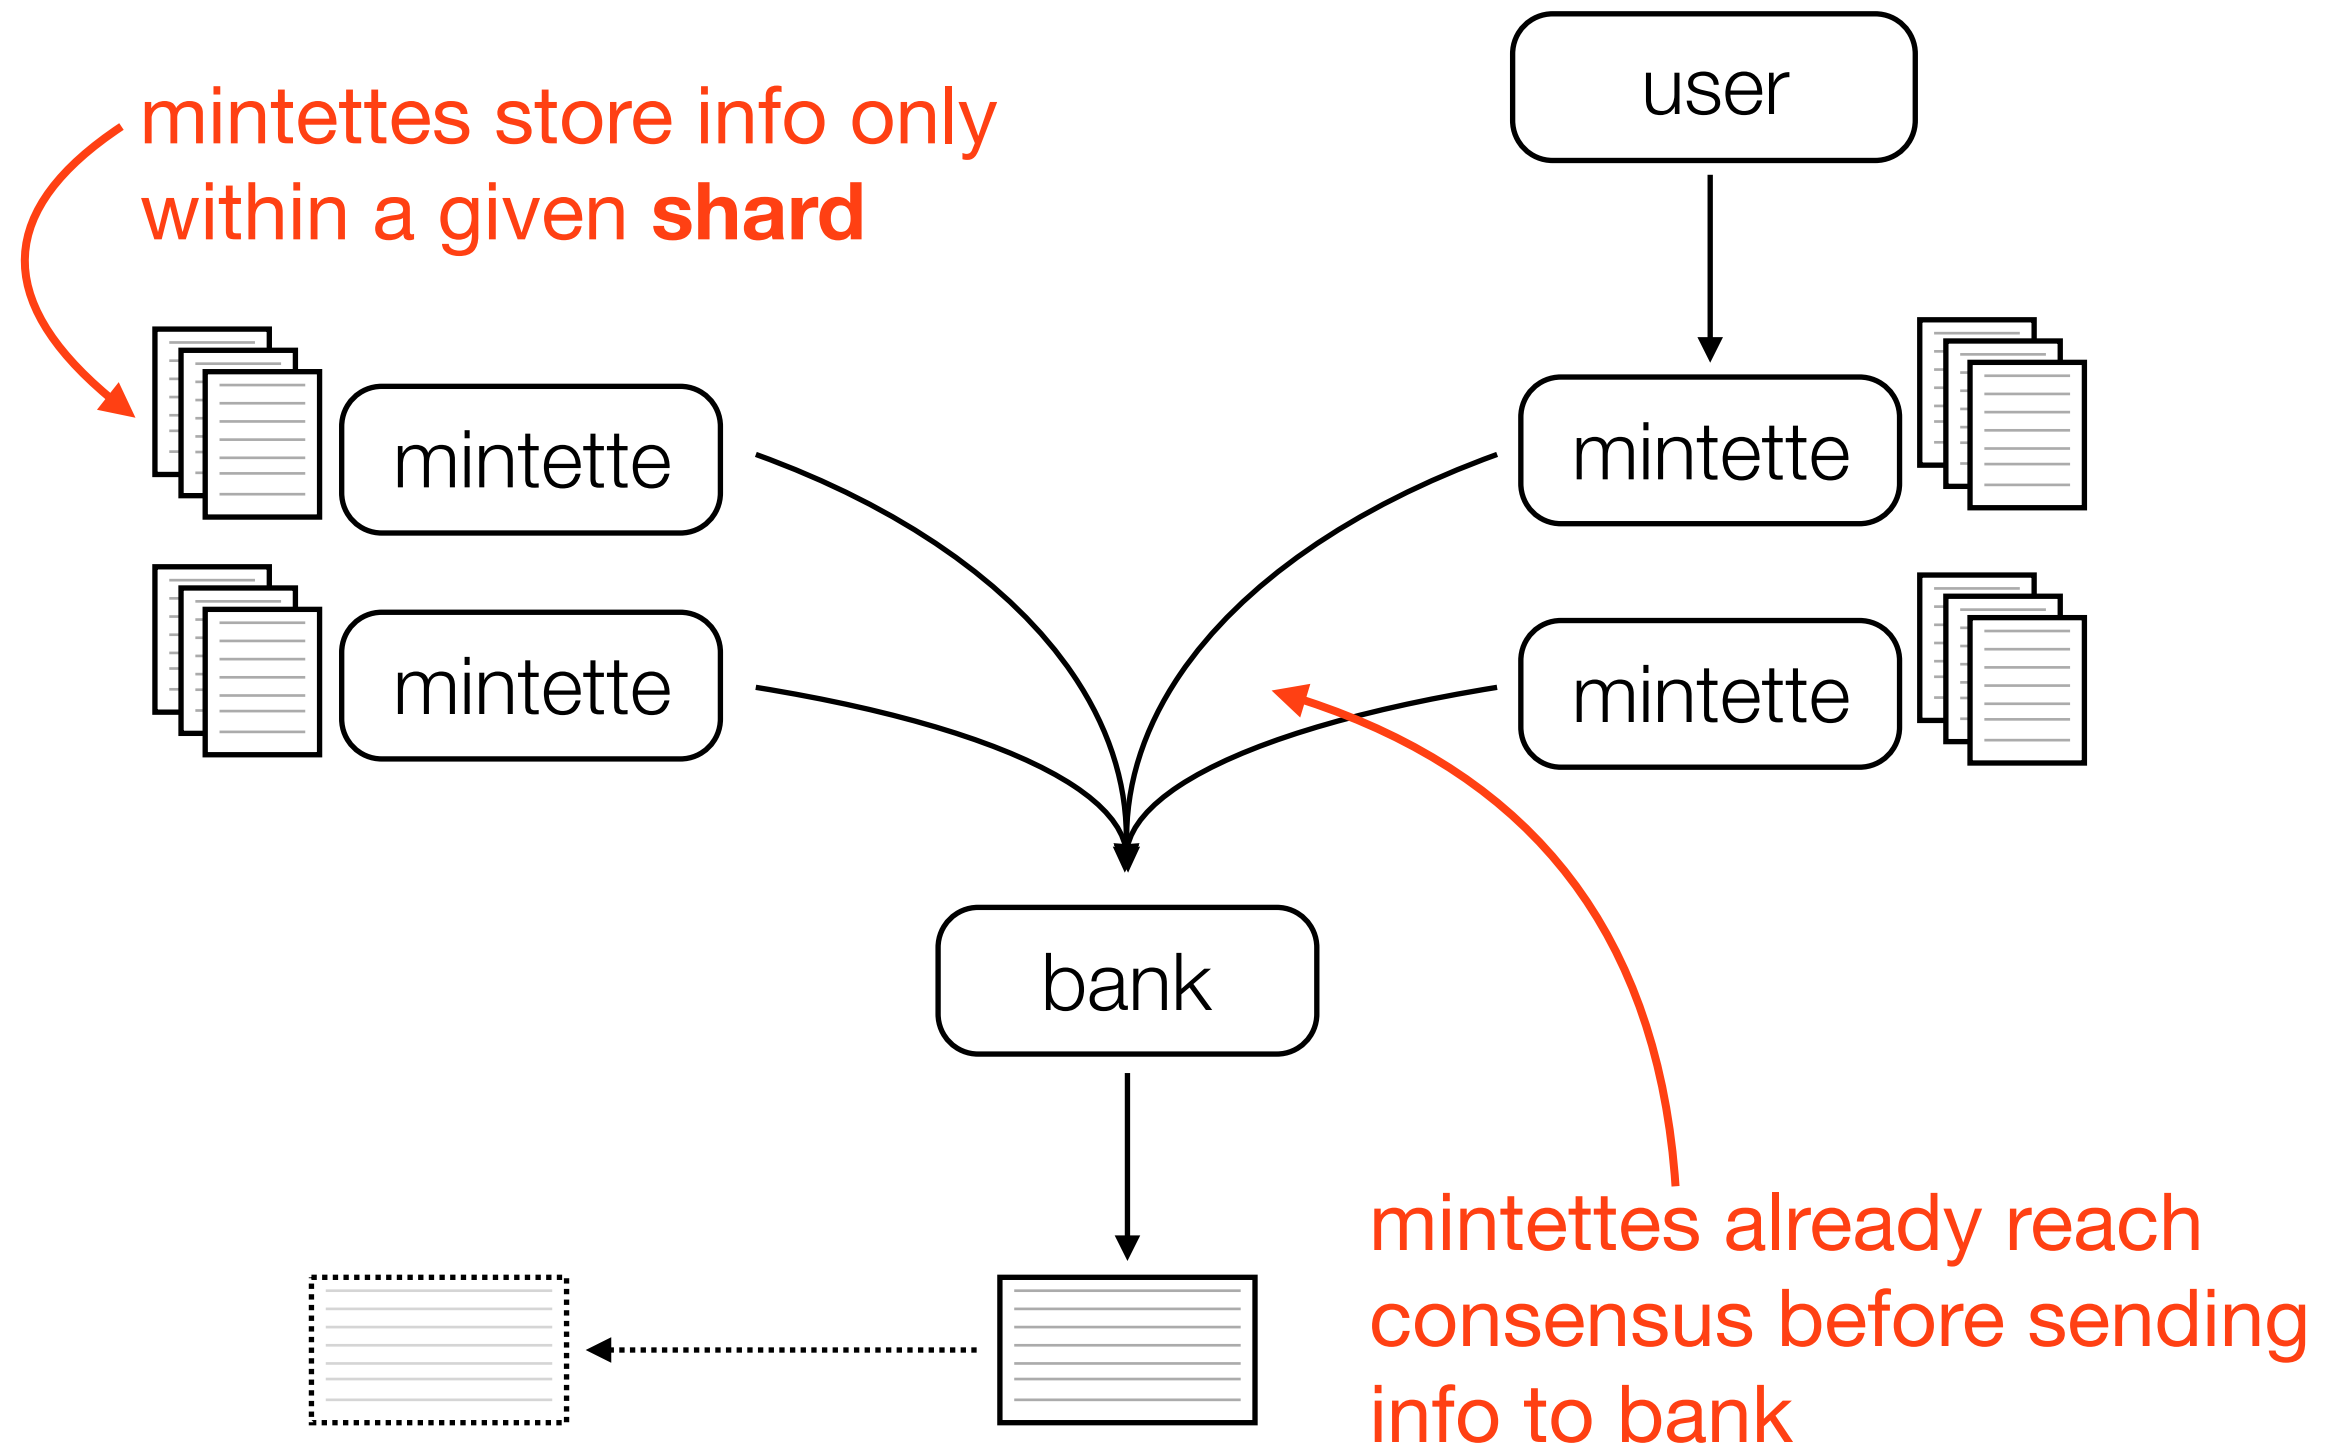 mintettes store info only
within a given shard
user
mintette
mintette
mintette
mintette
bank
mintettes already reach
consensus before sending
info to bank